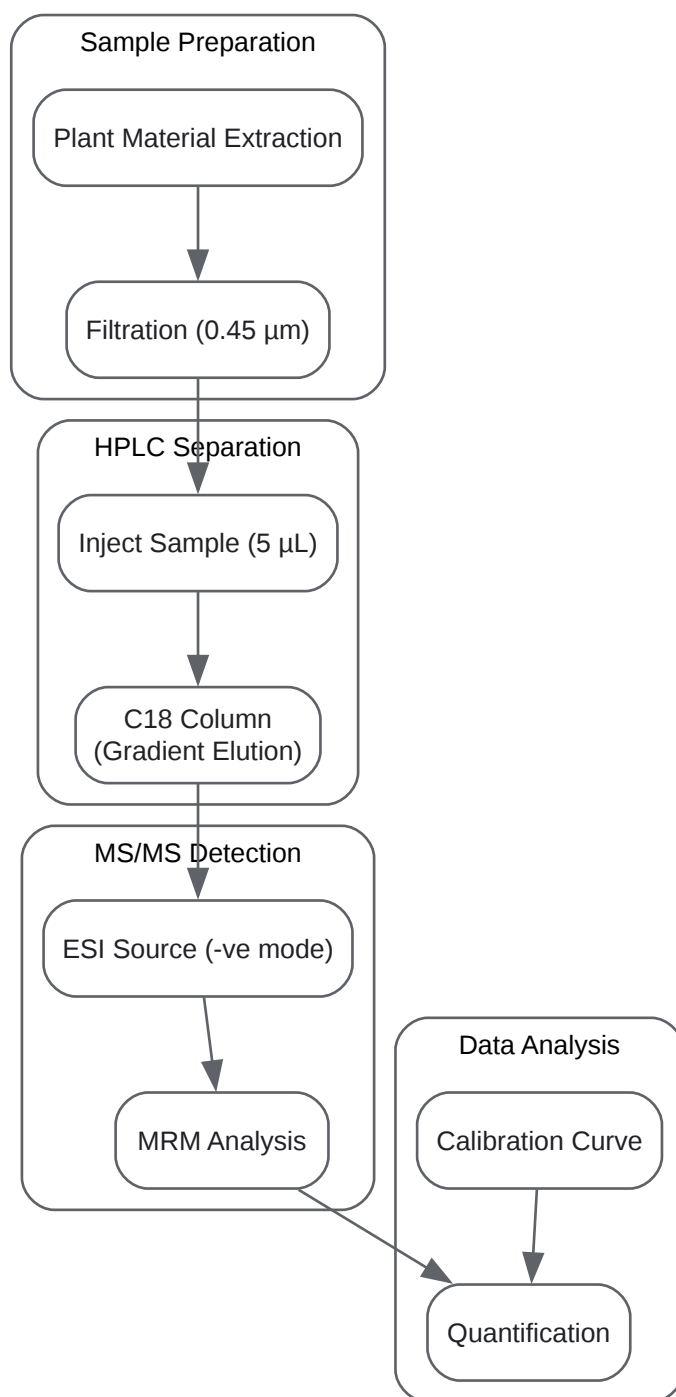 Sample Preparation
Plant Material Extraction
Filtration (0.45 µm)
HPLC Separation
Inject Sample (5 µL)
C18 Column
(Gradient Elution)
MS/MS Detection
ESI Source (-ve mode)
MRM Analysis
Data Analysis
Calibration Curve
Quantification